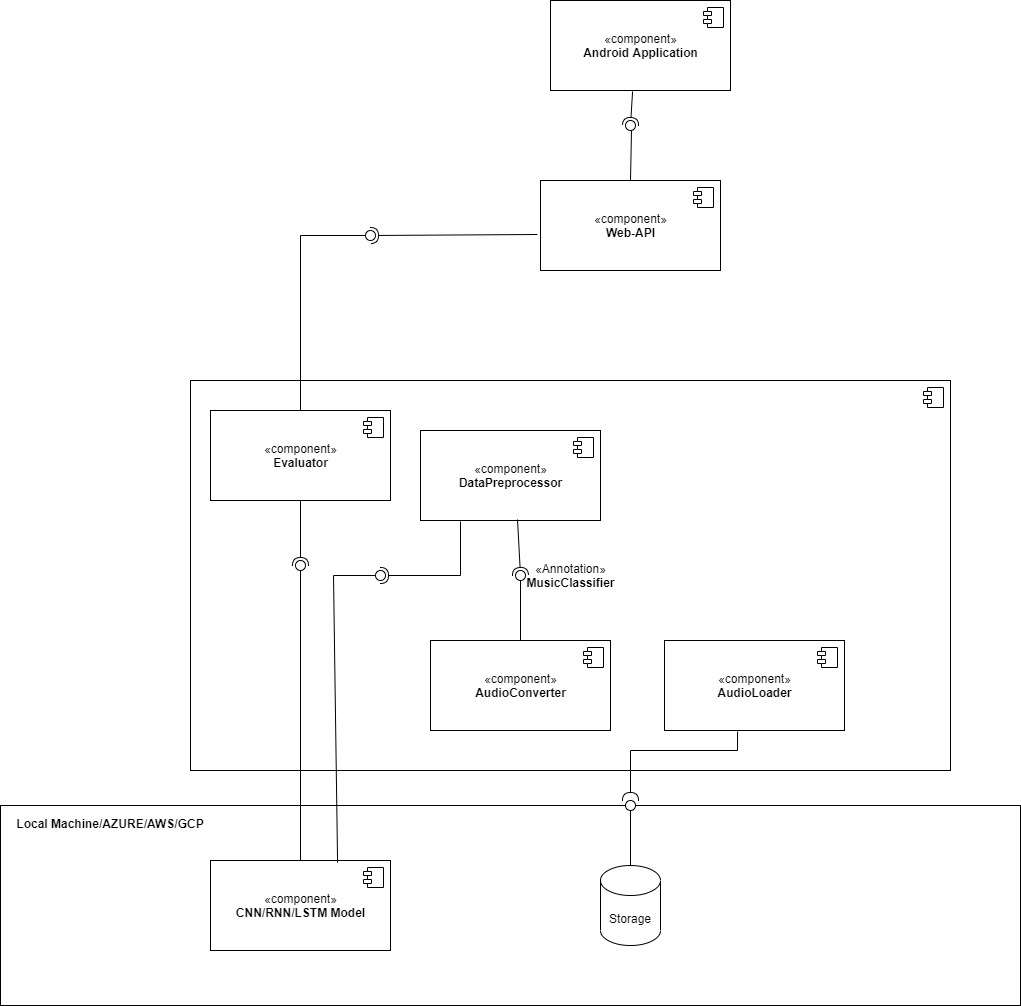 «component»
Android Application
«component»
Web-API
«component»
Evaluator
«component»
DataPreprocessor
«Annotation»
MusicClassifier
«component»
AudioConverter
«component»
AudioLoader
Local Machine/AZURE/AWS/GCP
«component»
CNN/RNN/LSTM Model
Storage